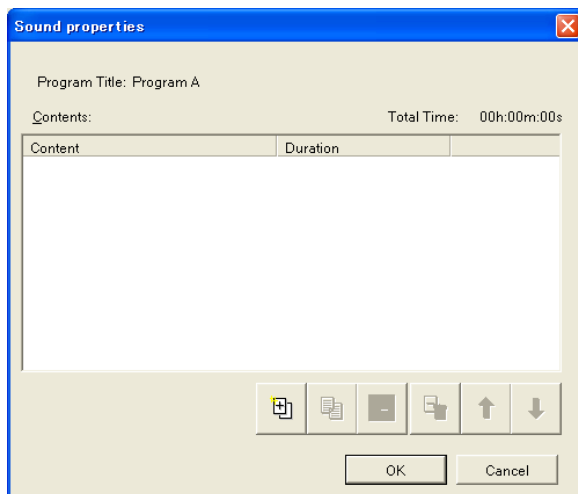 Sound properties
Program Title: Program A
Contents: Total Time: 00h:00m:00s
Content Duration
OK Cancel